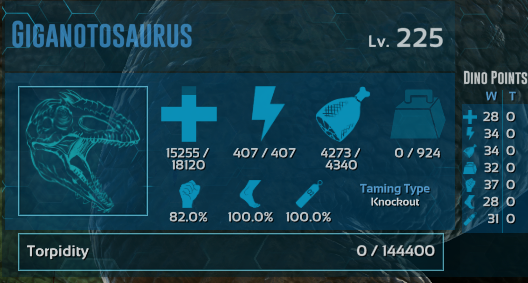 GIGANOTOSAURUS
Lv. 225
DINO POINTS
W T
28 0
34 0
34 0
32 0
37 0
28 0
31 0
15255 /
18120
407 / 407
4273 /
4340
0 / 924
82.0%
100.0%
100.0%
Taming Type
Knockout
Torpidity
0 / 144400